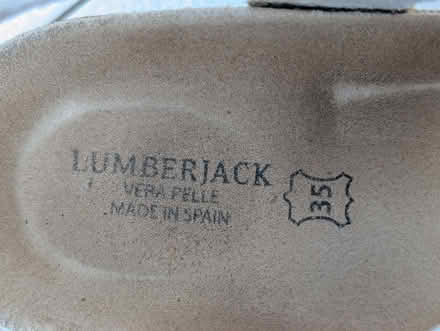 LUMBERJACK
VERA PELLE
MADE IN SPAIN
35